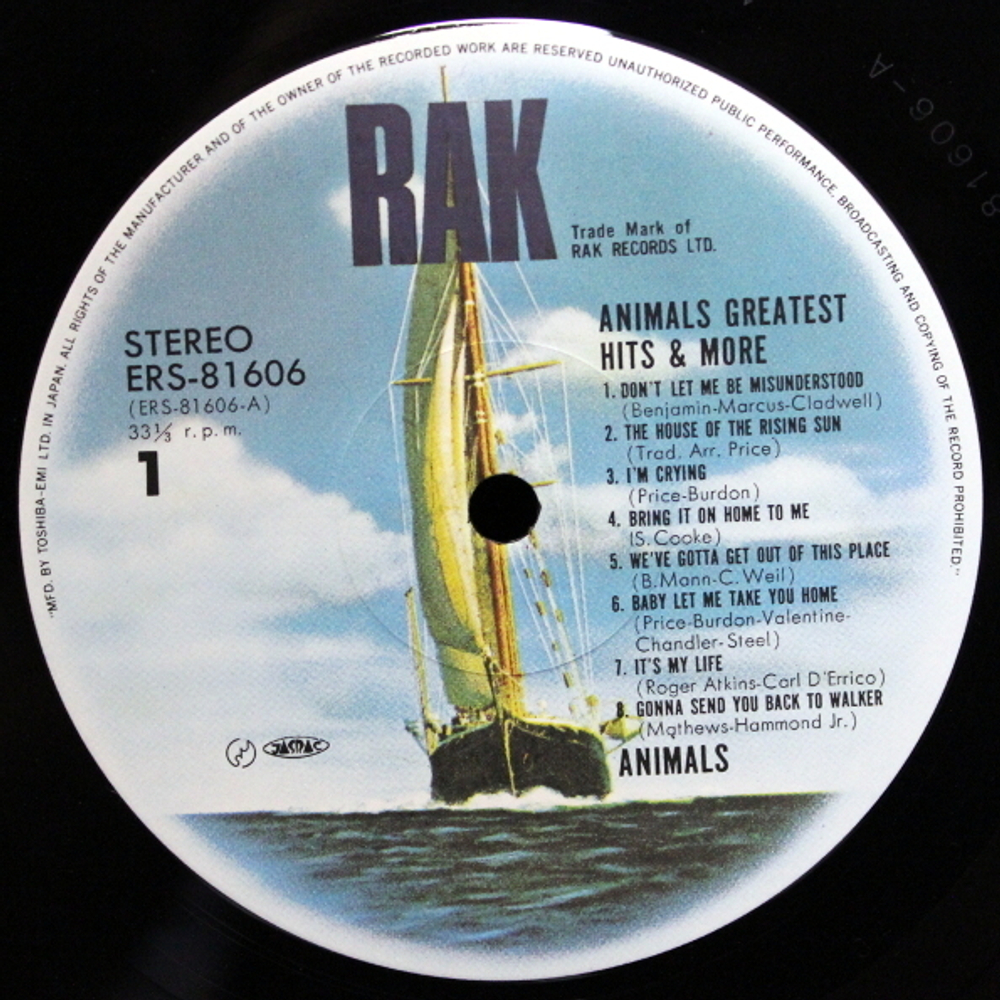 "MFD. BY TOSHIBA-EMI LTD. IN JAPAN. ALL RIGHTS OF THE MANUFACTURER AND OF THE OWNER OF THE RECORDED WORK ARE RESERVED UNAUTHORIZED PUBLIC PERFORMANCE, BROADCASTING AND COPYING OF THE RECORD PROHIBITED."
81606-A
RAK
Trade Mark of
RAK RECORDS LTD.
STEREO
ERS-81606
(ERS-81606-A)
33⅓ r.p.m.
1
ANIMALS GREATEST
HITS & MORE
1. DON'T LET ME BE MISUNDERSTOOD
(Benjamin-Marcus-Cladwell)
2. THE HOUSE OF THE RISING SUN
(Trad. Arr. Price)
3. I'M CRYING
(Price-Burdon)
4. BRING IT ON HOME TO ME
(S. Cooke)
5. WE'VE GOTTA GET OUT OF THIS PLACE
(B.Mann-C.Weil)
6. BABY LET ME TAKE YOU HOME
(Price-Burdon-Valentine-
Chandler-Steel)
7. IT'S MY LIFE
(Roger Atkins-Carl D'Errico)
8. GONNA SEND YOU BACK TO WALKER
(Mathews-Hammond Jr.)
ANIMALS
JASRAC